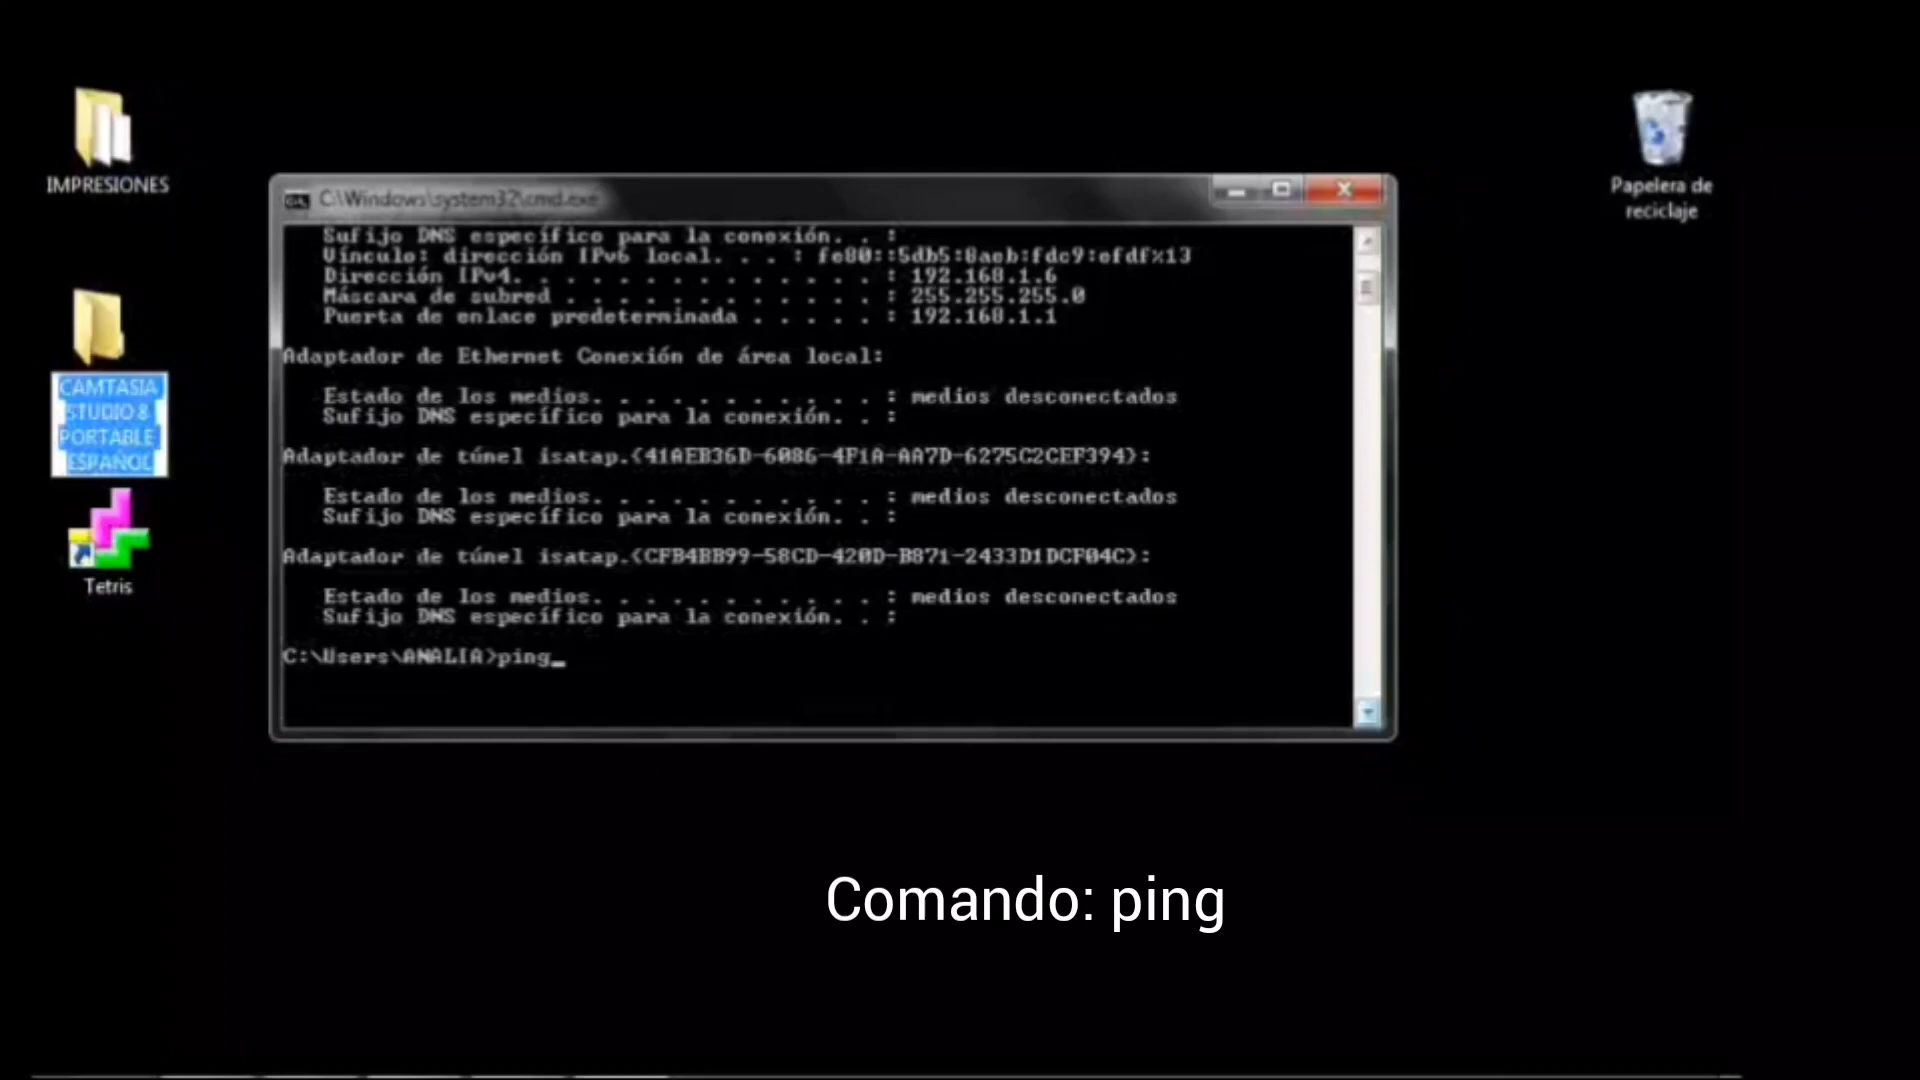 IMPRESIONES
CAMTASIA
STUDIO 8
PORTABLE
ESPAÑOL
Tetris
Papelera de
reciclaje
C:\Windows\system32\cmd.exe
Sufijo DNS específico para la conexión. . :
Vínculo: dirección IPv6 local. . . : fe80::5db5:8aeb:fdc9:efdf%13
Dirección IPv4. . . . . . . . . . . . . . : 192.168.1.6
Máscara de subred . . . . . . . . . . . . : 255.255.255.0
Puerta de enlace predeterminada . . . . . : 192.168.1.1
Adaptador de Ethernet Conexión de área local:
Estado de los medios. . . . . . . . . . . : medios desconectados
Sufijo DNS específico para la conexión. . :
Adaptador de túnel isatap.{41AEB36D-6086-4F1A-AA7D-6275C2CEF394}:
Estado de los medios. . . . . . . . . . . : medios desconectados
Sufijo DNS específico para la conexión. . :
Adaptador de túnel isatap.{CFB4BB99-58CD-420D-B871-2433D1DCF04C}:
Estado de los medios. . . . . . . . . . . : medios desconectados
Sufijo DNS específico para la conexión. . :
C:\Users\ANALIA>ping_
Comando: ping